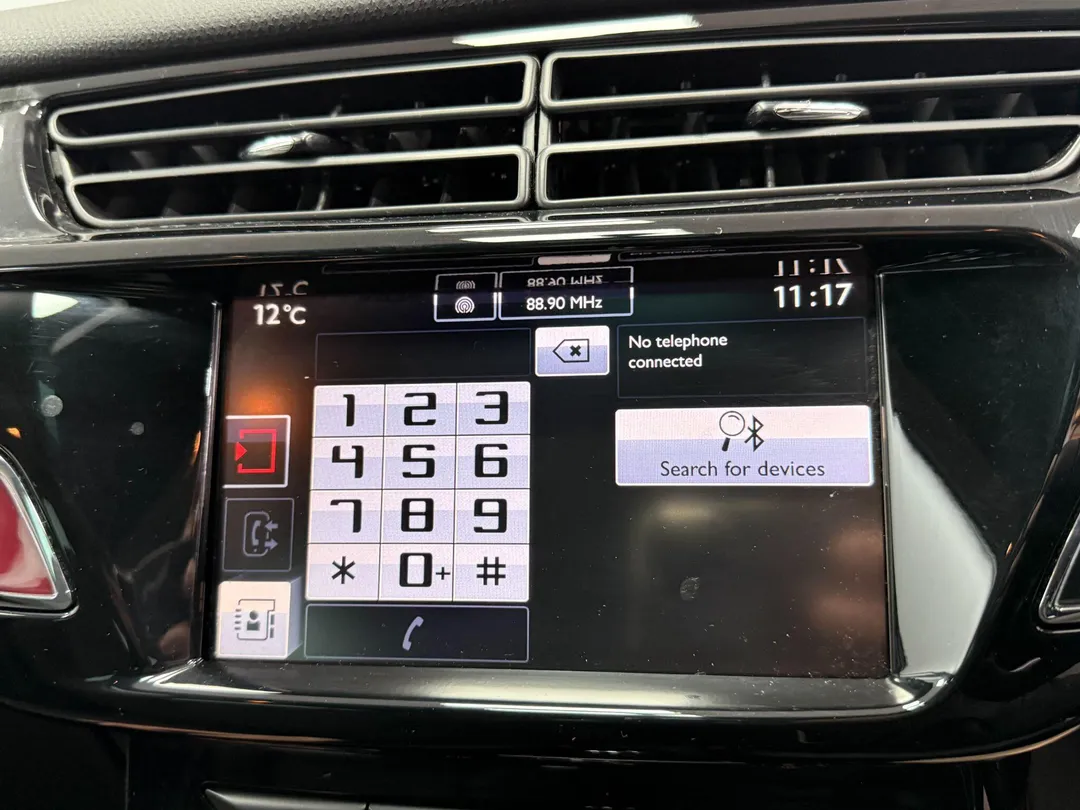 12°C
88.90 MHz
11:17
No telephone
connected
1 2 3
4 5 6
7 8 9
* 0+ #
Search for devices